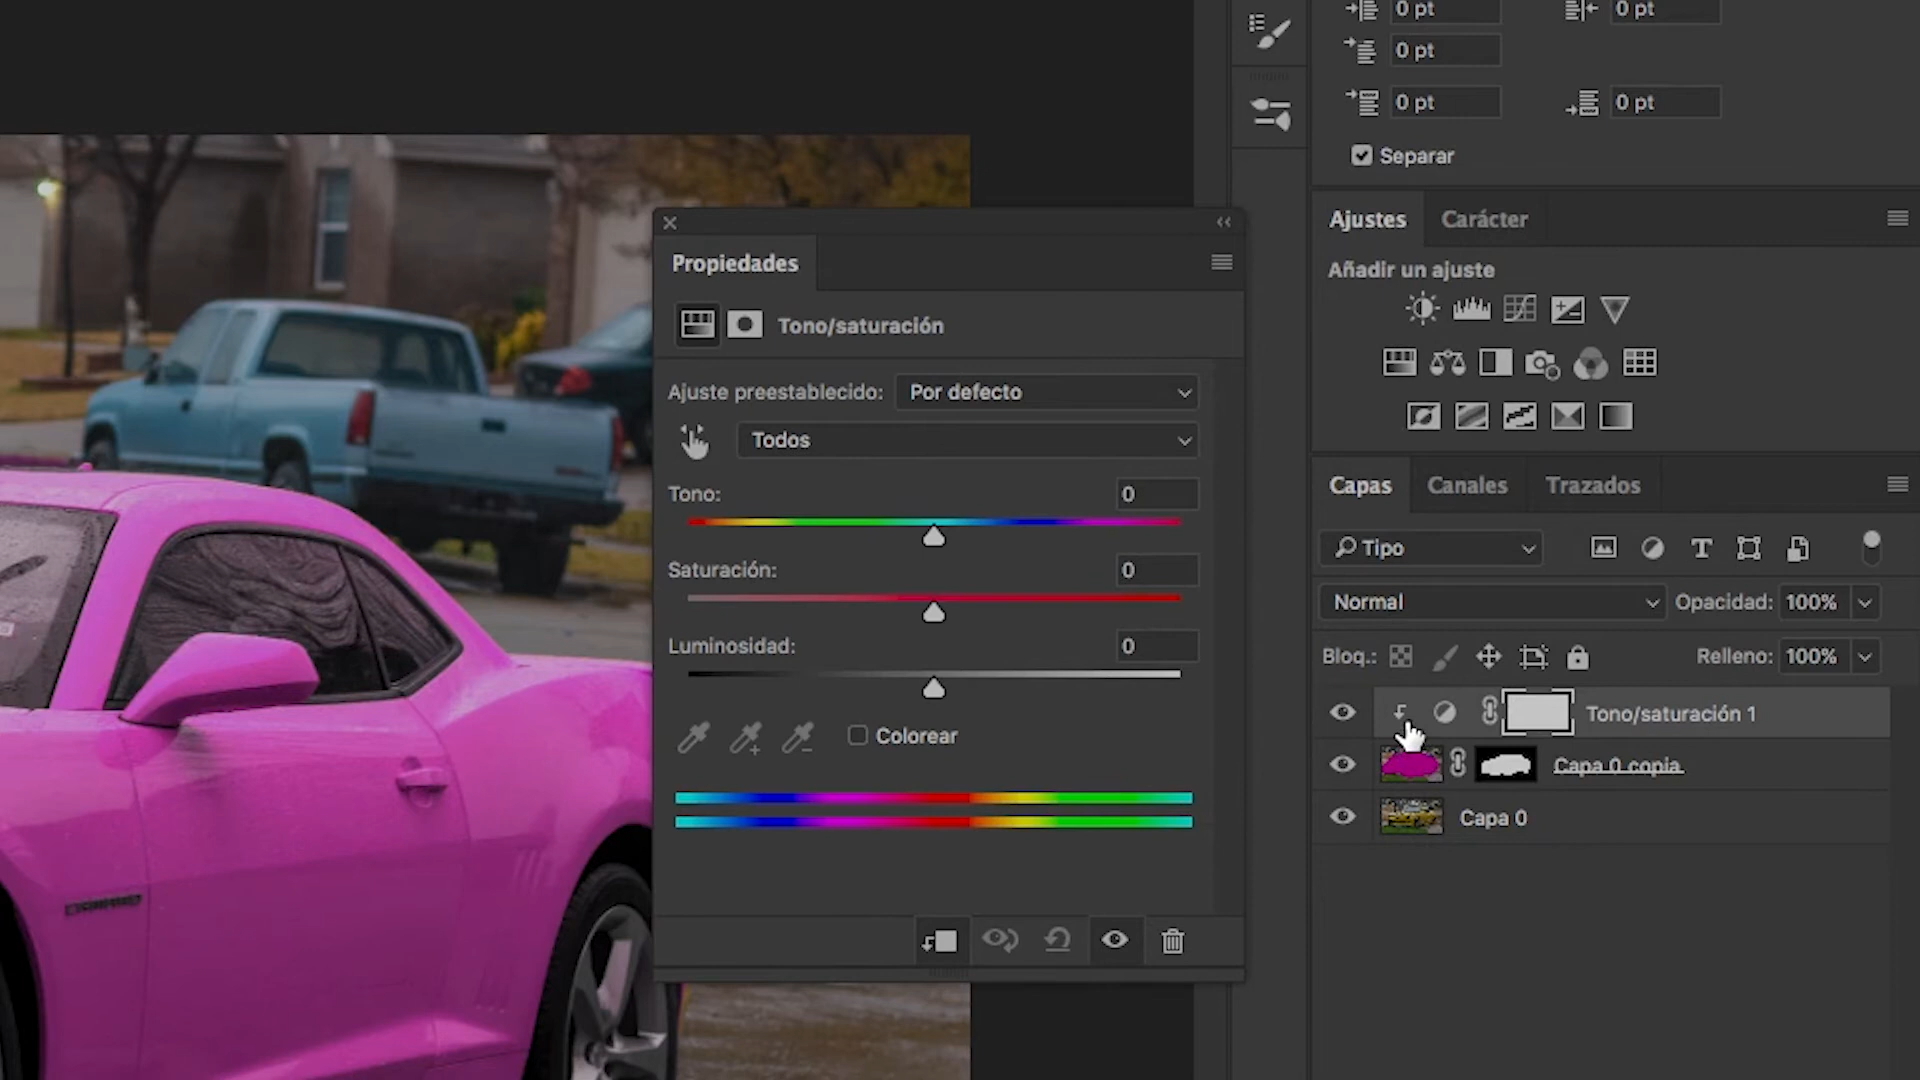 0 pt
0 pt
0 pt
0 pt
0 pt
Separar
Ajustes
Carácter
Añadir un ajuste
Propiedades
Tono/saturación
Ajuste preestablecido:
Por defecto
Todos
Tono:
0
Saturación:
0
Luminosidad:
0
Colorear
Capas
Canales
Trazados
Tipo
Normal
Opacidad:
100%
Bloq.:
Relleno:
100%
Tono/saturación 1
Capa 0 copia
Capa 0